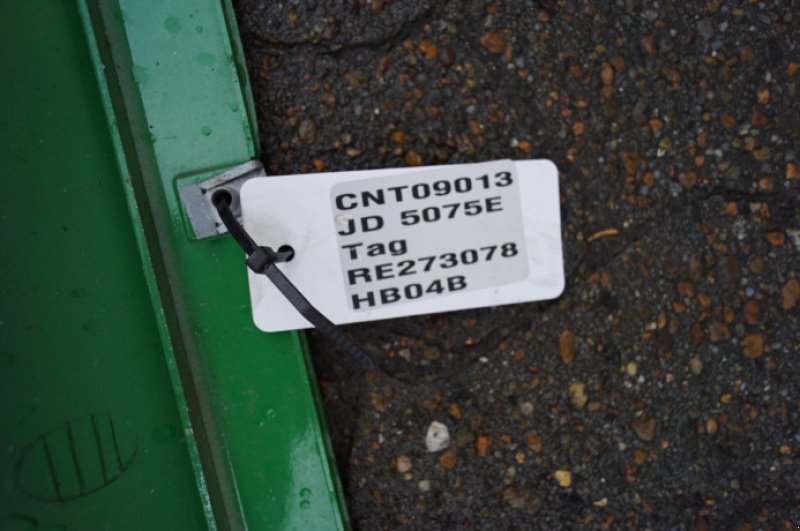 CNT09013
JD 5075E
Tag
RE273078
HB04B